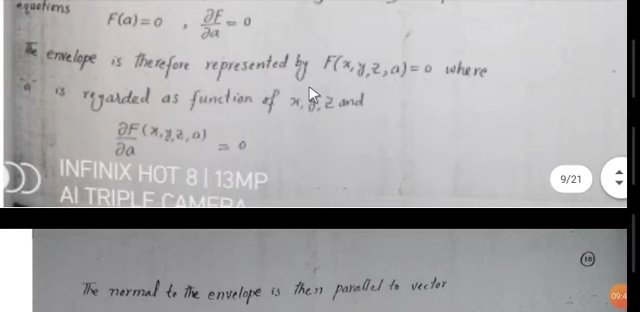 equations
F(a)=0 , ∂F/∂a = 0
The envelope is therefore represented by F(x,y,z,a)=0 where
"a" is regarded as function of x,y,z and
∂F/∂a (x,y,z,a) = 0
INFINIX HOT 8 | 13MP
AI TRIPLE CAMERA
9/21
10
The normal to the envelope is then parallel to vector
09:4